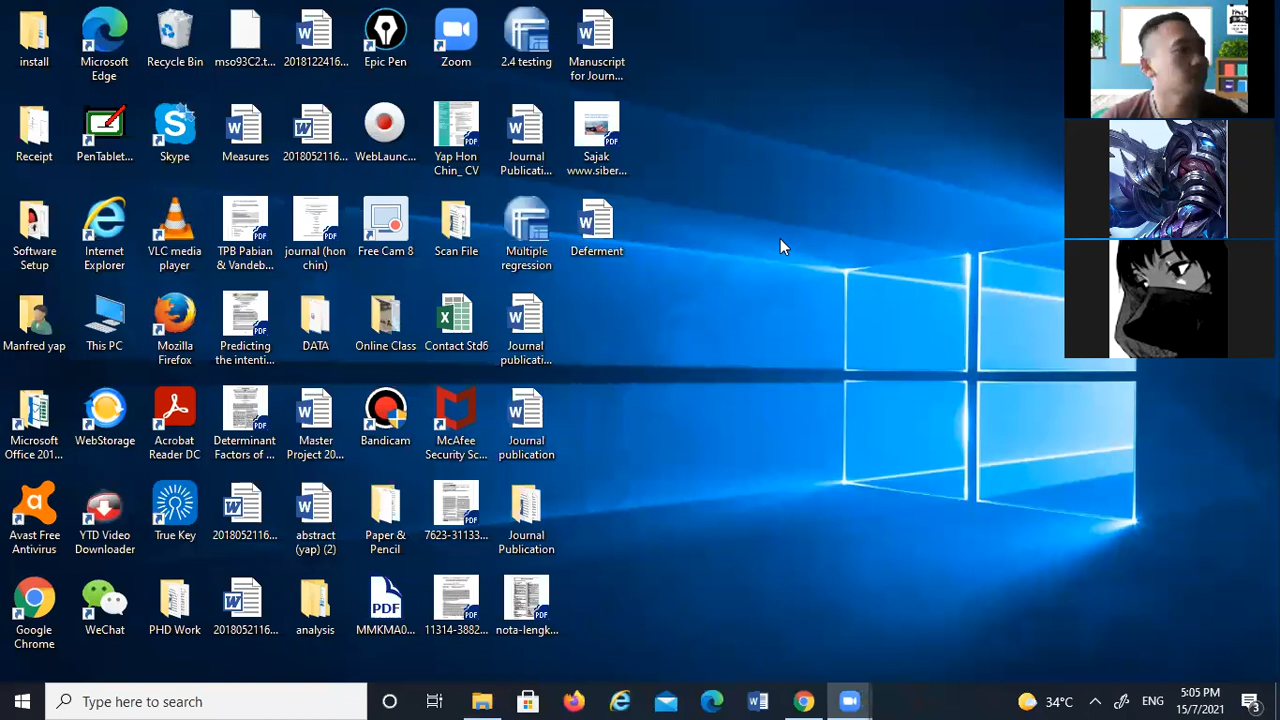 install
Microsoft
Edge
Recycle Bin
mso93C2.t...
2018122416...
Epic Pen
Zoom
2.4 testing
Manuscript
for Journ...
Receipt
Pen tablet...
Skype
Measures
2018052116...
WebLaunc...
Yap Hon
Chin_ CV
Journal
Publicati...
Sajak
www.siber...
Software
Setup
Internet
Explorer
VLC media
player
TPB Pabian
& Vandeb...
journal (hon
chin)
Free Cam 8
Scan File
Multiple
regression
Deferment
Manfred yap
This PC
Mozilla
Firefox
Predicting
the intenti...
DATA
Online Class
Contact Std6
Journal
publicati...
Microsoft
Office 201...
WebStorage
Acrobat
Reader DC
Determinant
Factors of ...
Master
Project 20...
Bandicam
McAfee
Security Sc...
Journal
publication
Avast Free
Antivirus
YTD Video
Downloader
True Key
2018052116...
abstract
(yap) (2)
Paper &
Pencil
7623-31133...
Journal
Publication
Google
Chrome
WeChat
PHD Work
2018052116...
analysis
PDF
MMKMA0...
11314-3882...
nota-lengk...
Type here to search
34°C
ENG
5:05 PM
15/7/2021
3